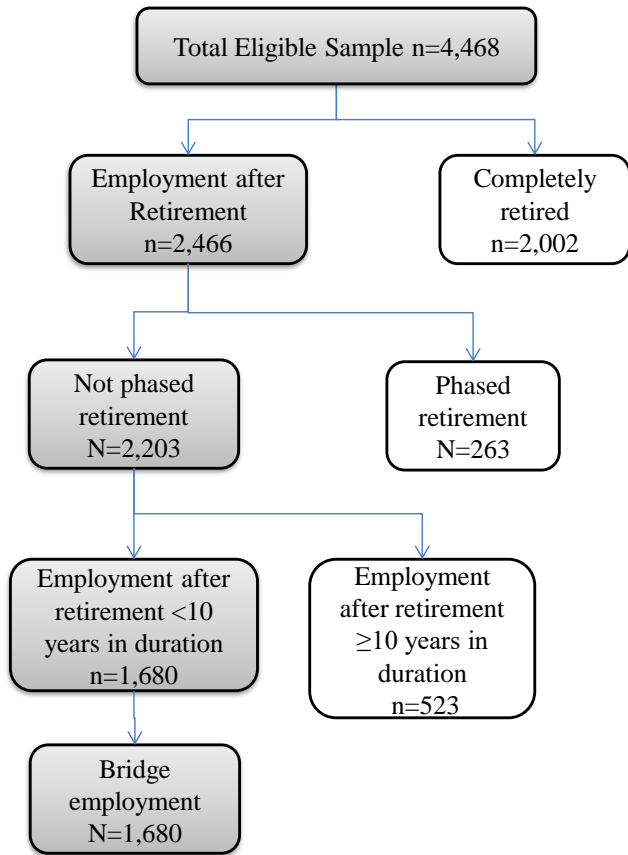 Total Eligible Sample n=4,468
Employment after
Retirement
n=2,466
Completely
retired
n=2,002
Not phased
retirement
N=2,203
Phased
retirement
N=263
Employment after
retirement <10
years in duration
n=1,680
Employment
after retirement
≥10 years in
duration
n=523
Bridge
employment
N=1,680